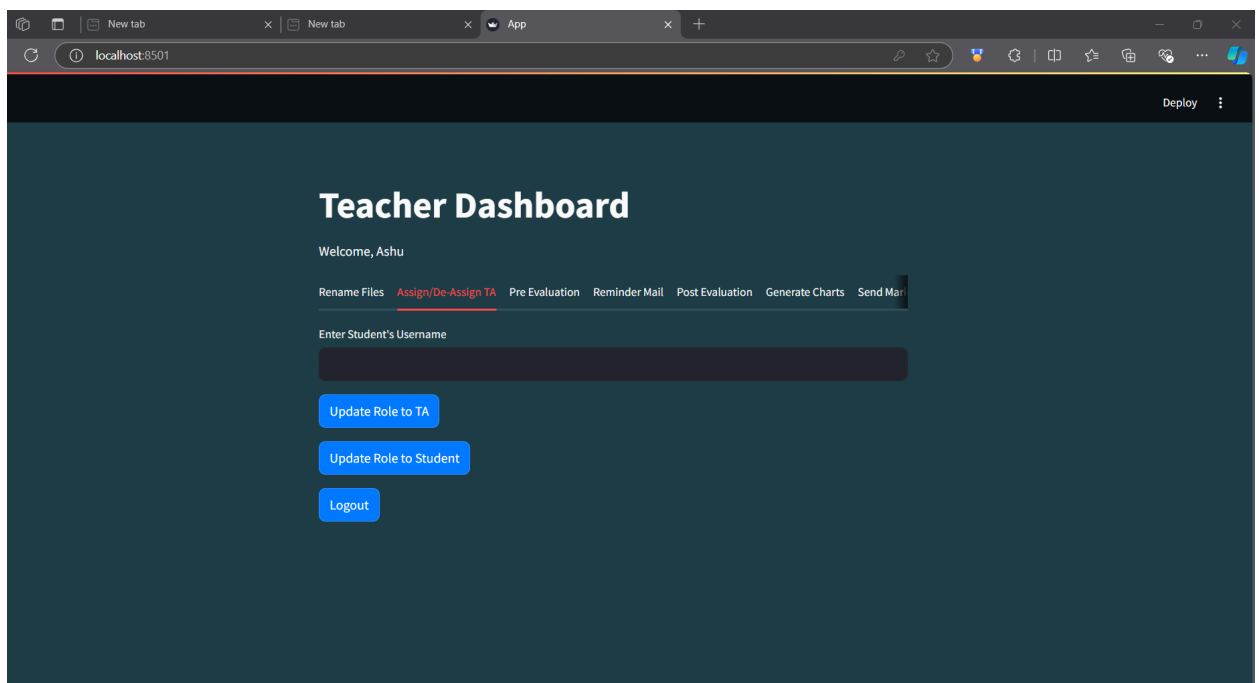 New tab New tab App
localhost:8501
Deploy
Teacher Dashboard
Welcome, Ashu
Rename Files Assign/De-Assign TA Pre Evaluation Reminder Mail Post Evaluation Generate Charts Send
Enter Student's Username
Update Role to TA
Update Role to Student
Logout